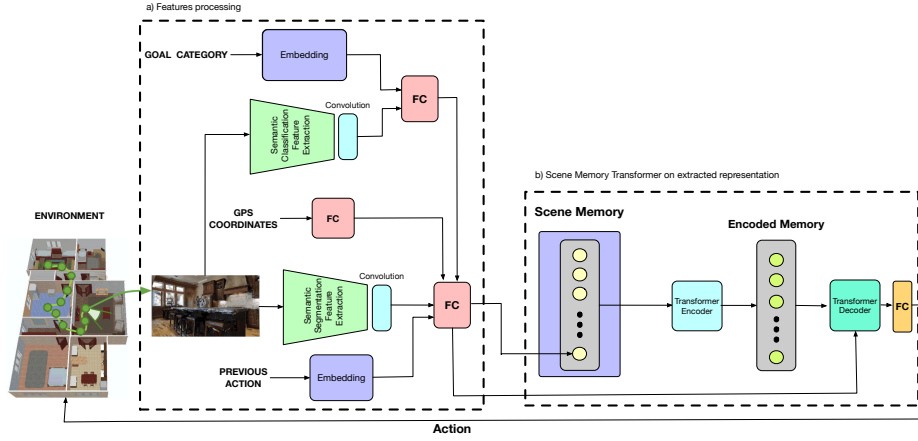 a) Features processing
GOAL CATEGORY
Embedding
FC
Convolution
Semantic
Classification
Feature
Extraction
b) Scene Memory Transformer on extracted representation
ENVIRONMENT
GPS
COORDINATES
FC
Scene Memory
Encoded Memory
Convolution
Semantic
Segmentation
Feature
Extraction
FC
Transformer
Encoder
Transformer
Decoder
FC
PREVIOUS
ACTION
Embedding
Action